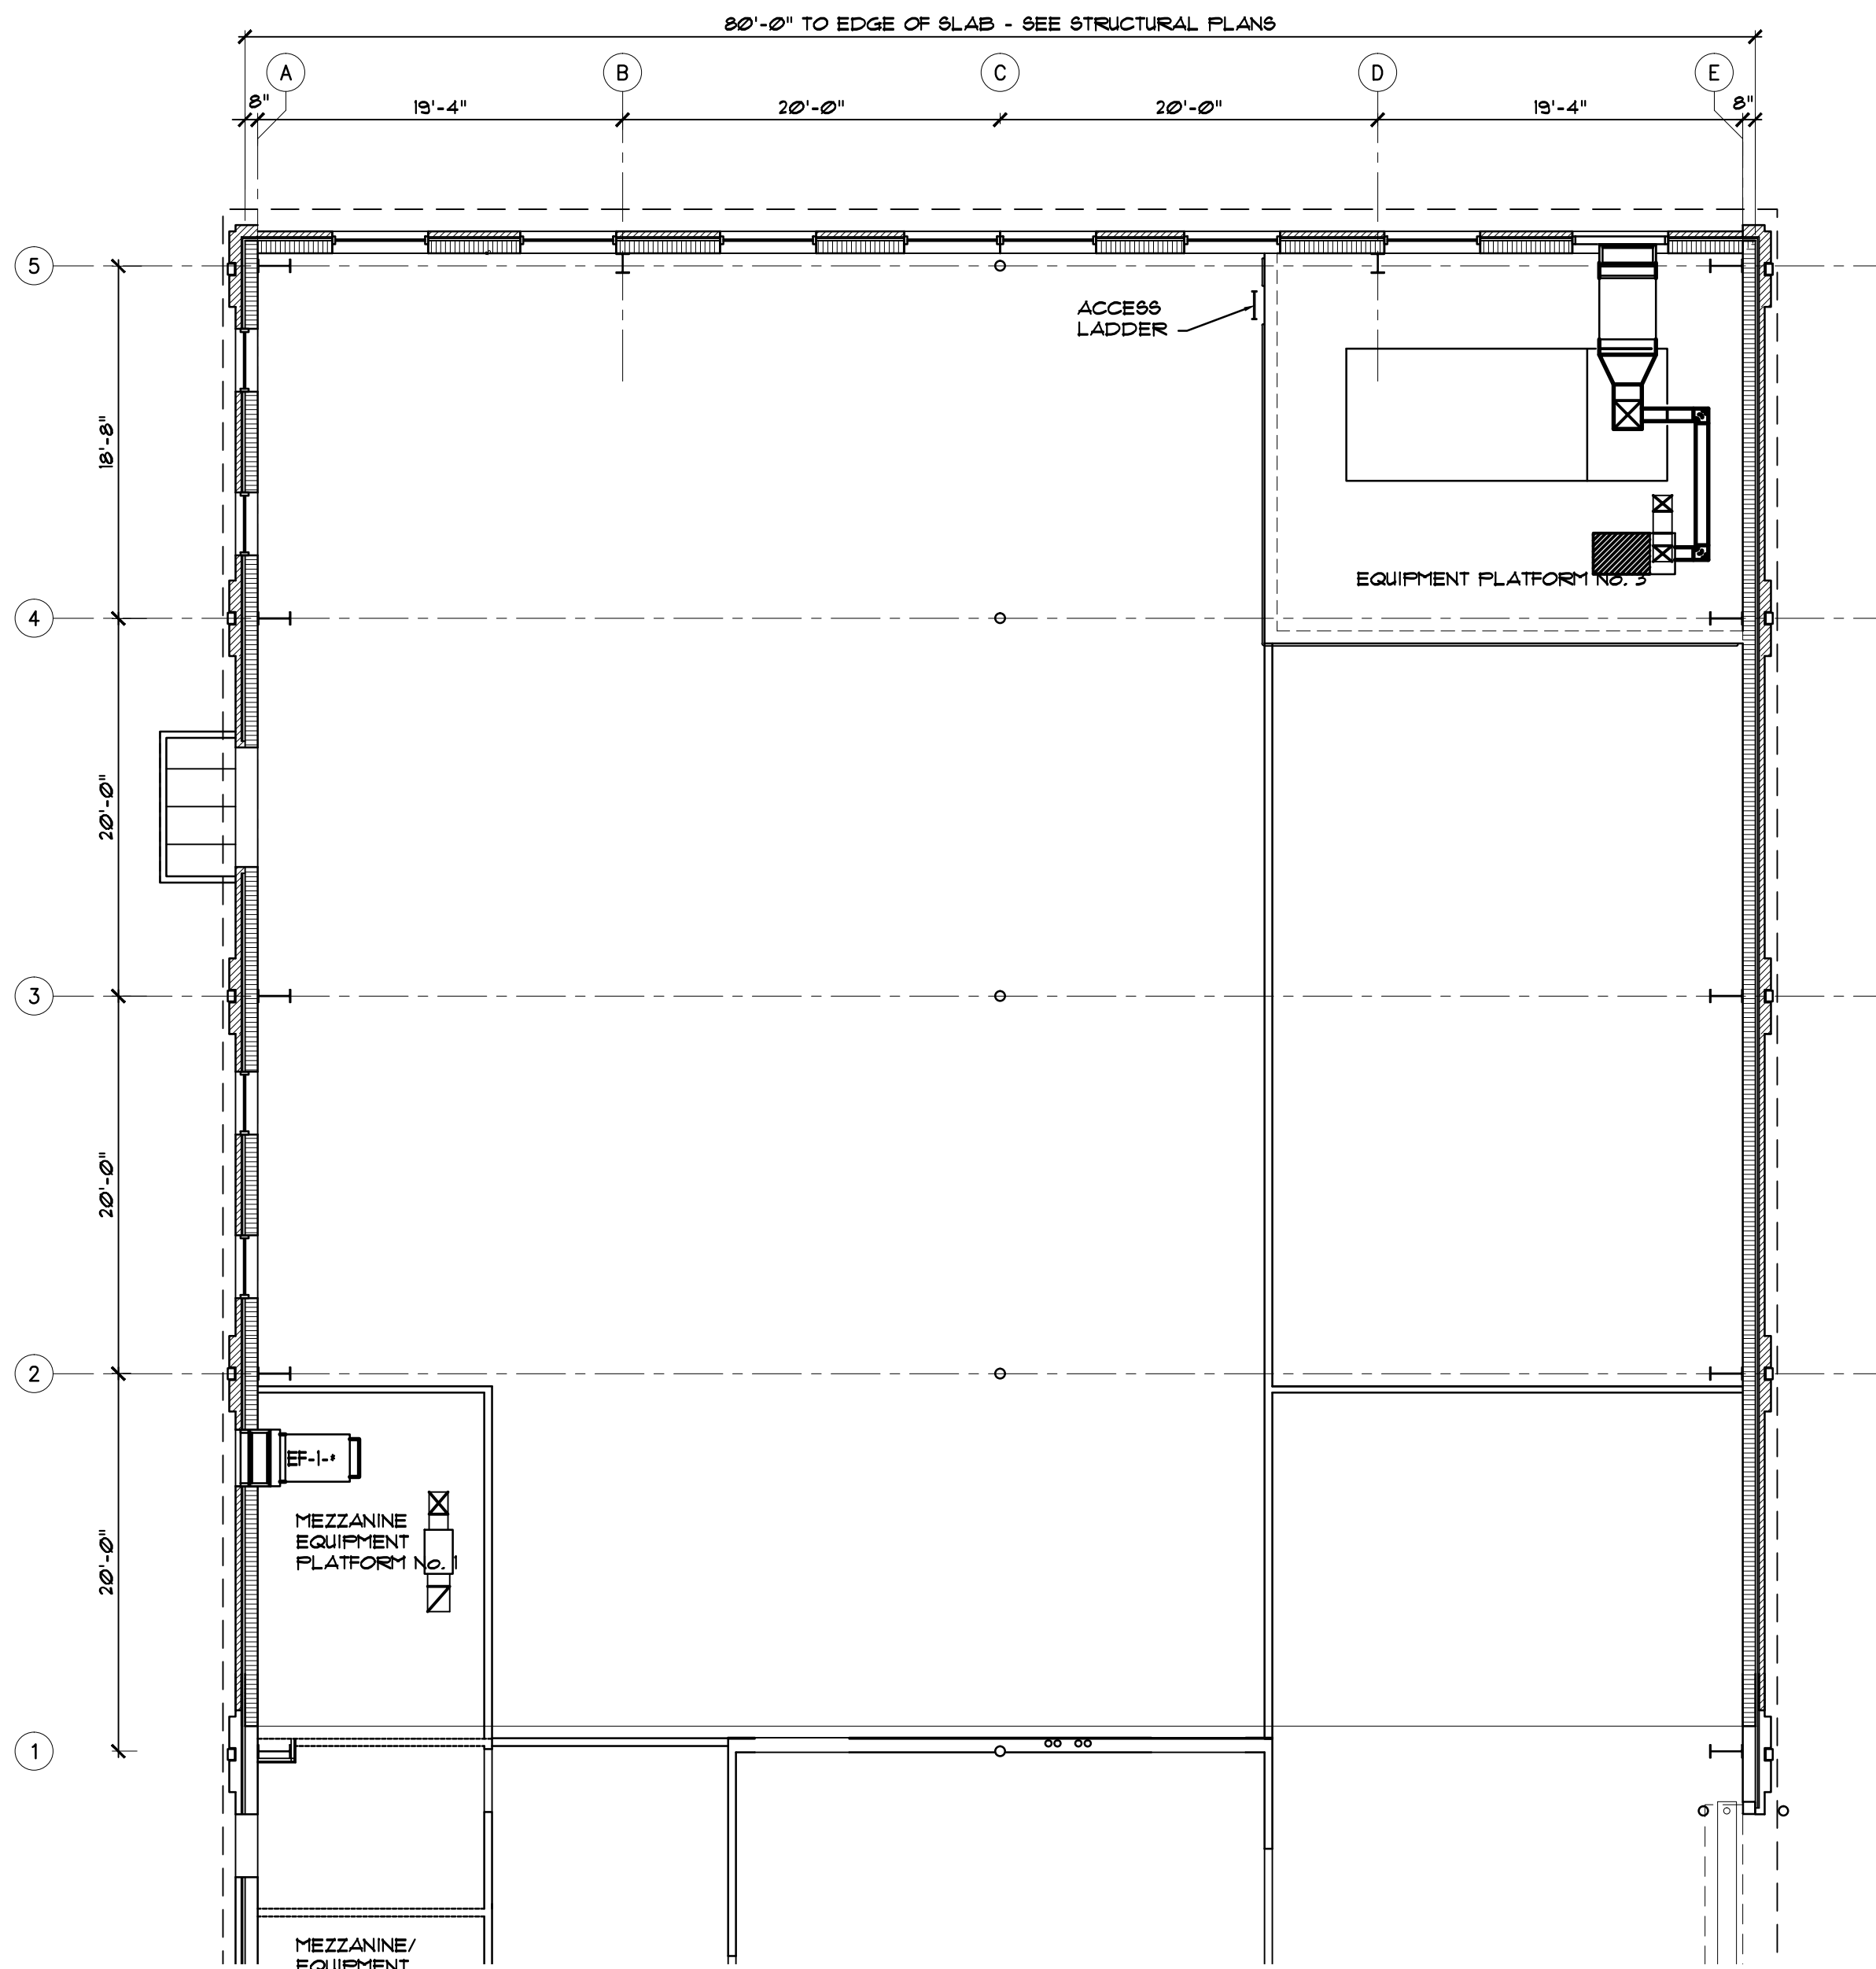 80'-0" TO EDGE OF SLAB - SEE STRUCTURAL PLANS
A B C D E
8" 19'-4" 20'-0" 20'-0" 19'-4" 8"
5
ACCESS
LADDER
18'-8"
EQUIPMENT PLATFORM No. 3
4
20'-0"
3
20'-0"
2
EF-1-*
MEZZANINE
EQUIPMENT
PLATFORM No. 1
20'-0"
1
MEZZANINE/
EQUIPMENT